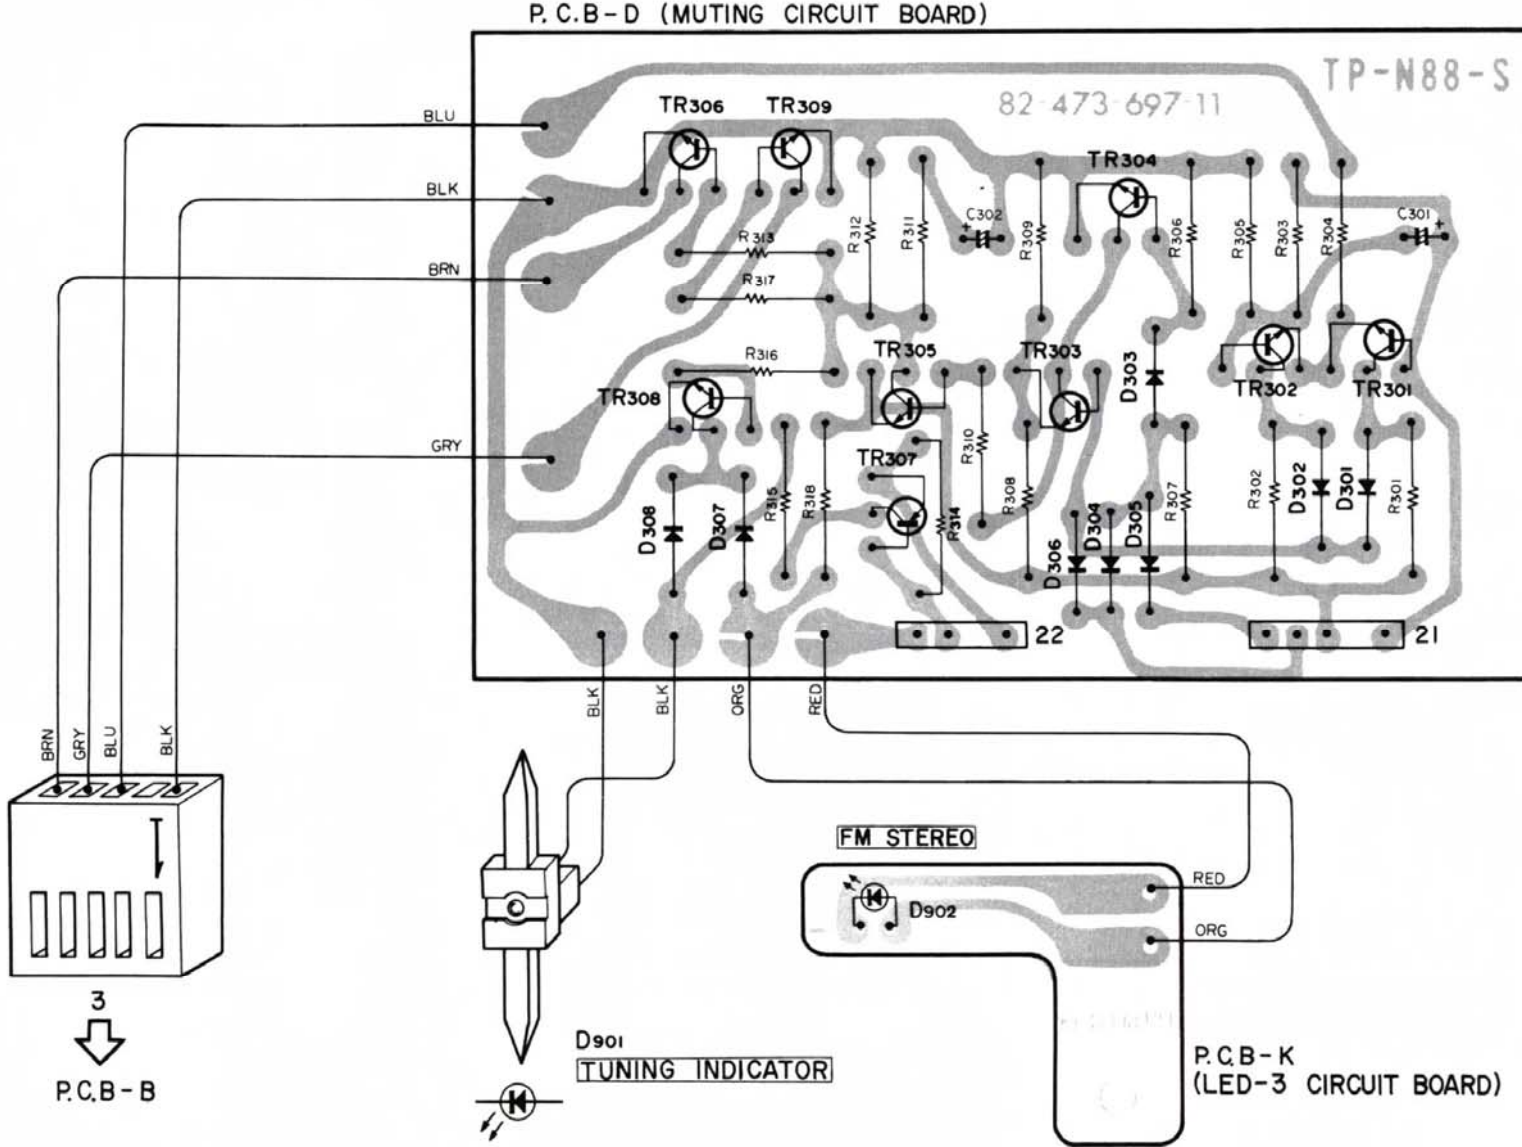 P.C.B-D (MUTING CIRCUIT BOARD)
TP-N88-S
82-473-697-11
TR306 TR309
BLU
TR304
BLK
C302
+
C301
+
R312
R311
R309
R306
R305
R303
R304
R313
BRN
R317
R316
TR305
TR303
D303
TR302
TR301
TR308
GRY
R310
TR307
D308
D307
R315
R318
R314
R308
D306
D304
D305
R307
R302
D302
D301
R301
22
21
BLK
BLK
ORG
RED
BRN
GRY
BLU
BLK
FM STEREO
RED
D902
ORG
3
P.C.B-B
D901
TUNING INDICATOR
P.C.B-K
(LED-3 CIRCUIT BOARD)